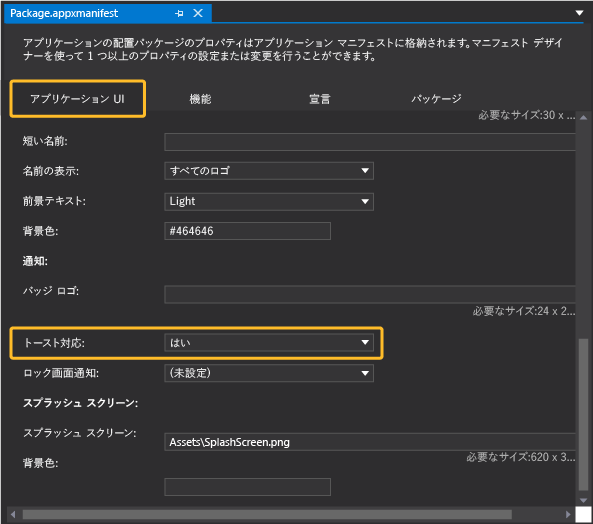 Package.appxmanifest
アプリケーションの配置パッケージのプロパティはアプリケーション マニフェストに格納されます。マニフェスト デザイ
ナーを使って 1 つ以上のプロパティの設定または変更を行うことができます。
アプリケーション UI 機能 宣言 パッケージ
必要なサイズ:30 x ...
短い名前:
名前の表示: すべてのロゴ
前景テキスト: Light
背景色: #464646
通知:
バッジ ロゴ:
必要なサイズ:24 x 2...
トースト対応: はい
ロック画面通知: (未設定)
スプラッシュ スクリーン:
スプラッシュ スクリーン: Assets\SplashScreen.png
必要なサイズ:620 x 3...
背景色: